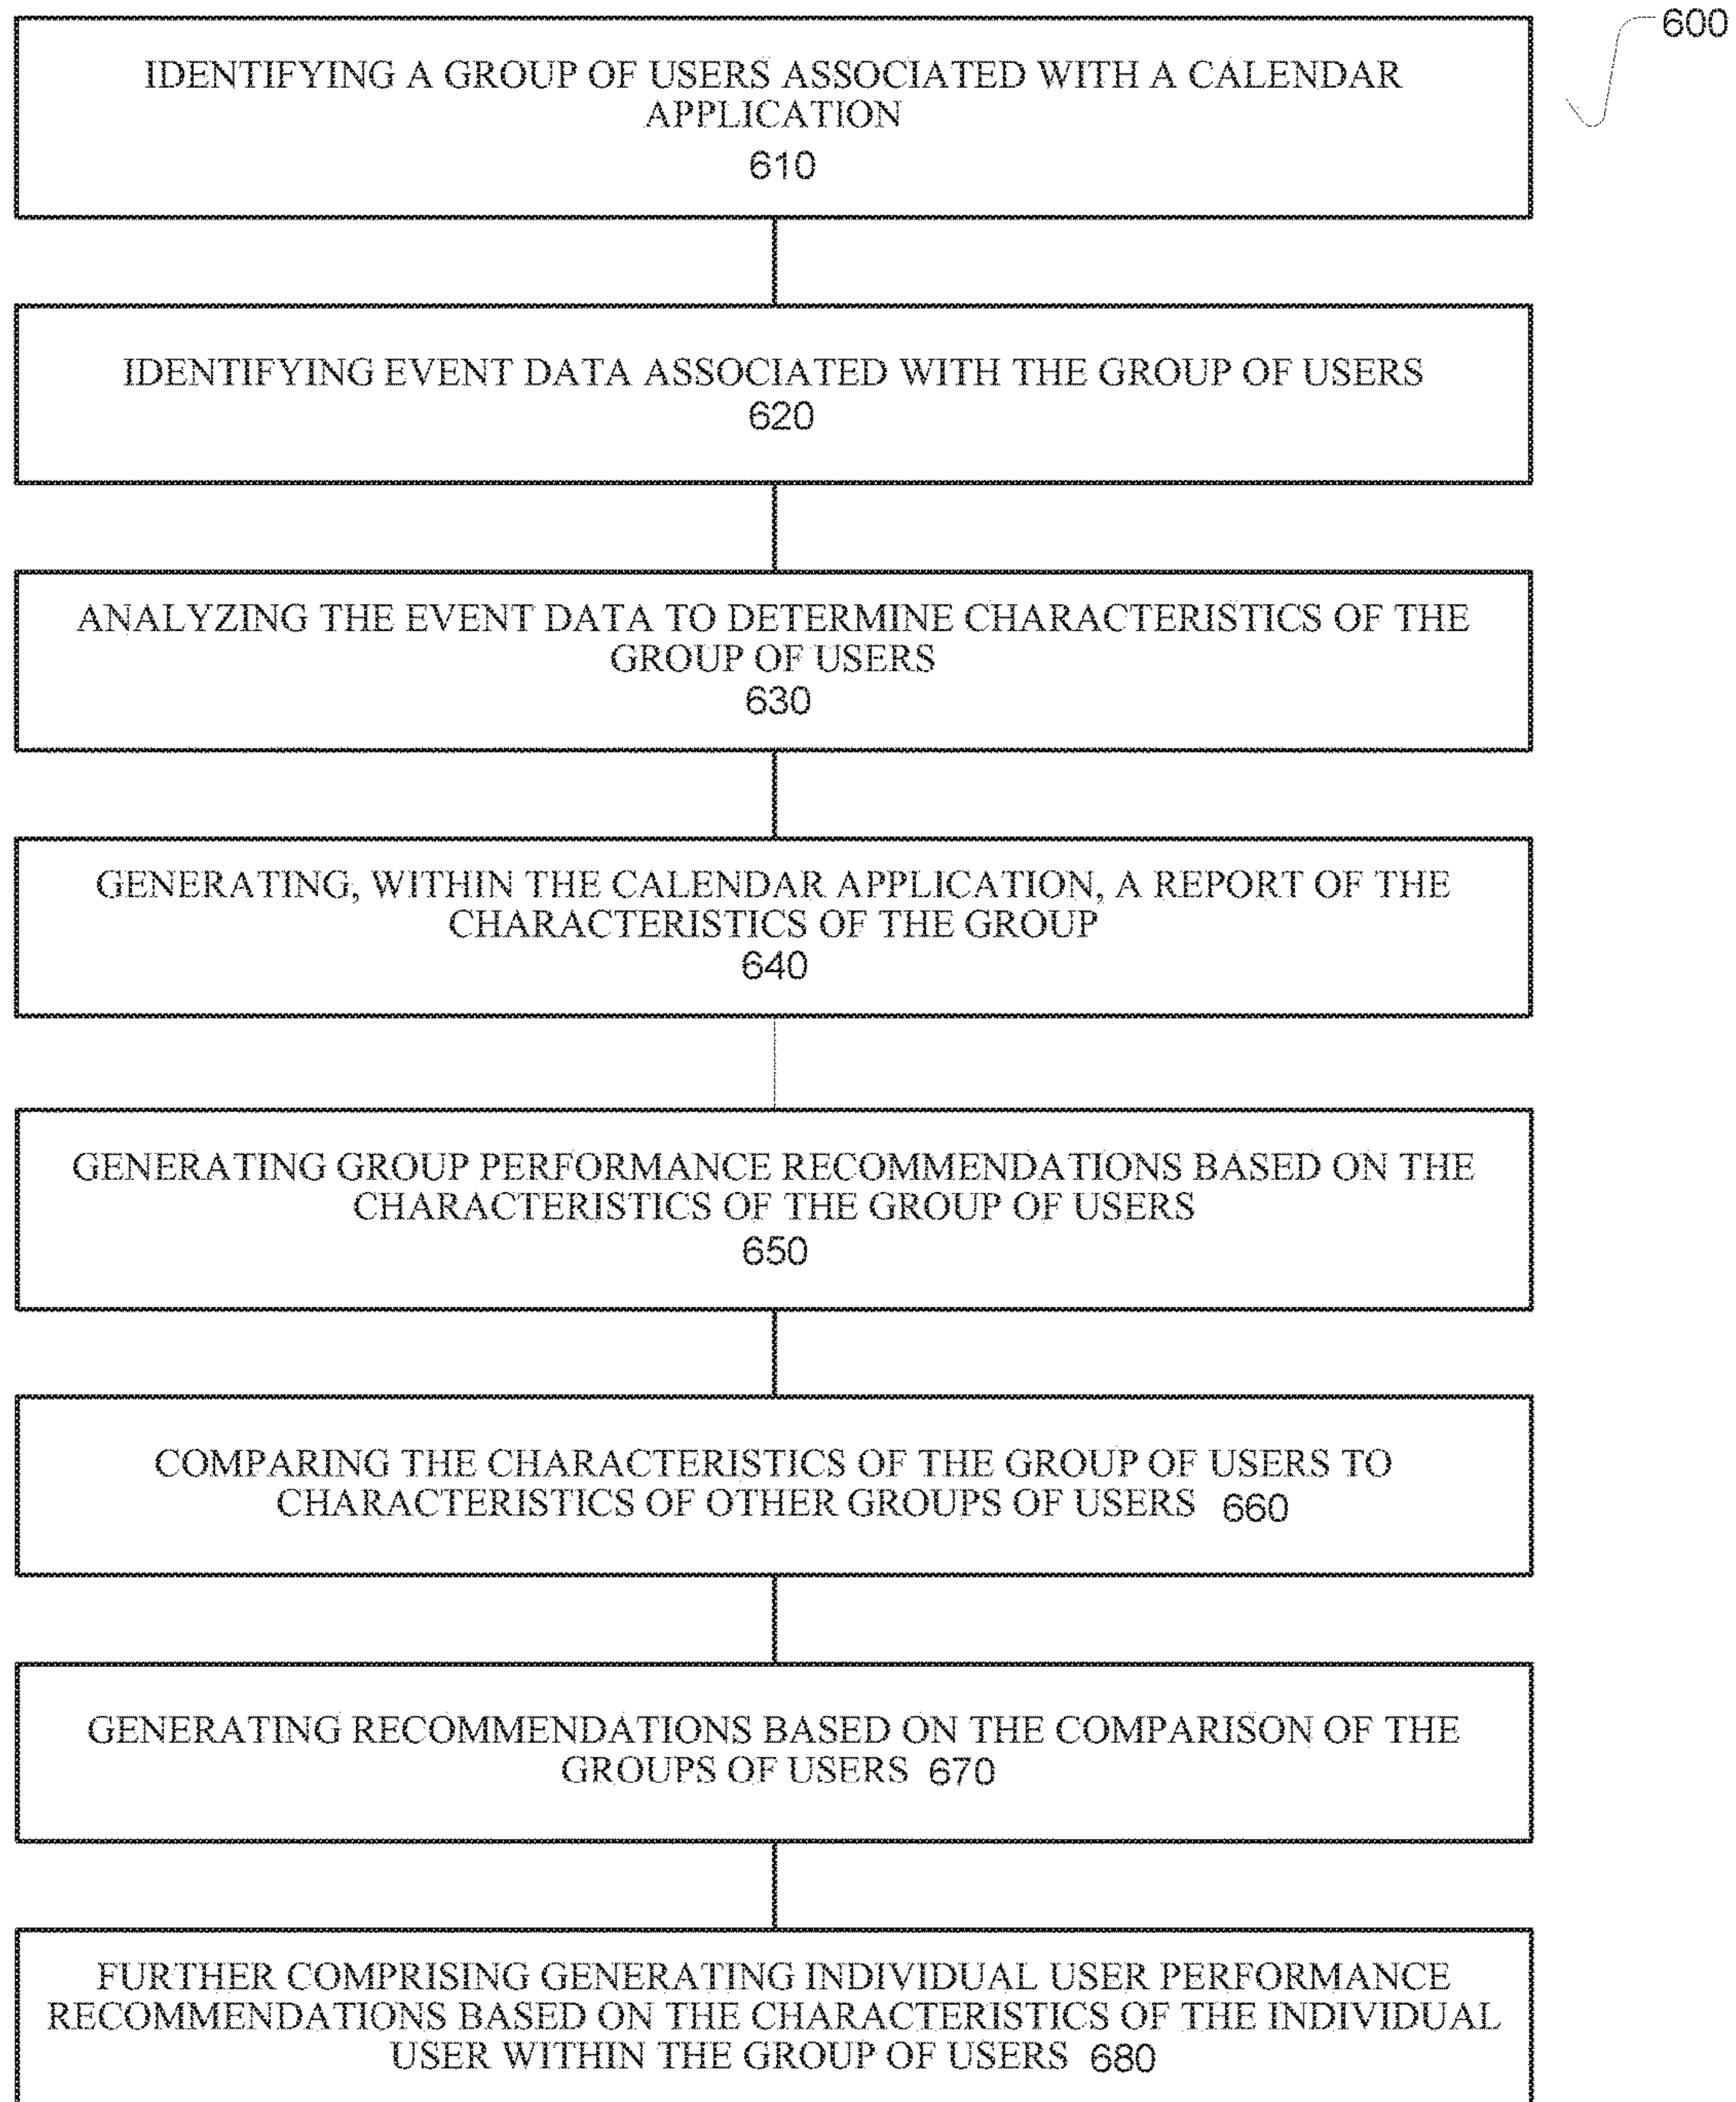 600
IDENTIFYING A GROUP OF USERS ASSOCIATED WITH A CALENDAR
APPLICATION
610
IDENTIFYING EVENT DATA ASSOCIATED WITH THE GROUP OF USERS
620
ANALYZING THE EVENT DATA TO DETERMINE CHARACTERISTICS OF THE
GROUP OF USERS
630
GENERATING, WITHIN THE CALENDAR APPLICATION, A REPORT OF THE
CHARACTERISTICS OF THE GROUP
640
GENERATING GROUP PERFORMANCE RECOMMENDATIONS BASED ON THE
CHARACTERISTICS OF THE GROUP OF USERS
650
COMPARING THE CHARACTERISTICS OF THE GROUP OF USERS TO
CHARACTERISTICS OF OTHER GROUPS OF USERS 660
GENERATING RECOMMENDATIONS BASED ON THE COMPARISON OF THE
GROUPS OF USERS 670
FURTHER COMPRISING GENERATING INDIVIDUAL USER PERFORMANCE
RECOMMENDATIONS BASED ON THE CHARACTERISTICS OF THE INDIVIDUAL
USER WITHIN THE GROUP OF USERS 680